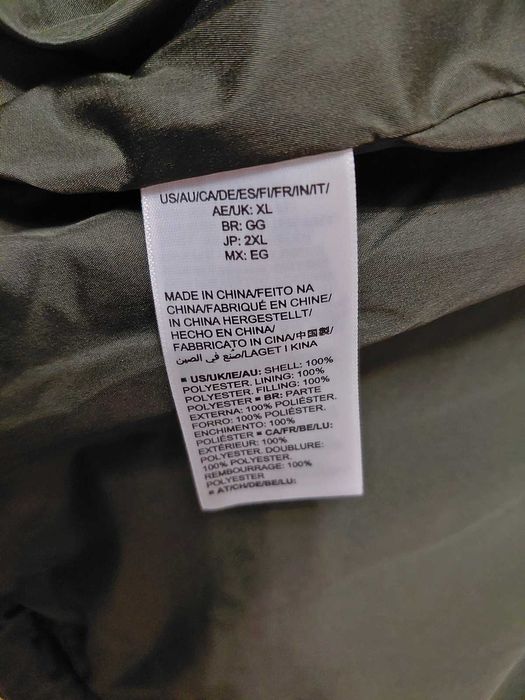 US/AU/CA/DE/ES/FI/FR/IN/IT/
AE/UK: XL
BR: GG
JP: 2XL
MX: EG
MADE IN CHINA/FEITO NA
CHINA/FABRIQUÉ EN CHINE/
IN CHINA HERGESTELLT/
HECHO EN CHINA/
FABBRICATO IN CINA/中國製/
صُنع في الصين/LAGET I KINA
■ US/UK/IE/AU: SHELL: 100%
POLYESTER. LINING: 100%
POLYESTER. FILLING: 100%
POLYESTER ■ BR: PARTE
EXTERNA: 100% POLIÉSTER.
FORRO: 100% POLIÉSTER.
ENCHIMENTO: 100%
POLIÉSTER ■ CA/FR/BE/LU:
EXTÉRIEUR: 100%
POLYESTER. DOUBLURE:
100% POLYESTER.
REMBOURRAGE: 100%
POLYESTER
■ AT/CH/DE/BE/LU: